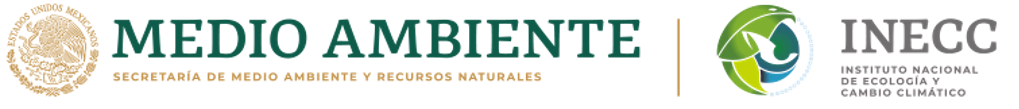 ESTADOS UNIDOS MEXICANOS
MEDIO AMBIENTE
SECRETARÍA DE MEDIO AMBIENTE Y RECURSOS NATURALES
INECC
INSTITUTO NACIONAL
DE ECOLOGÍA Y
CAMBIO CLIMÁTICO